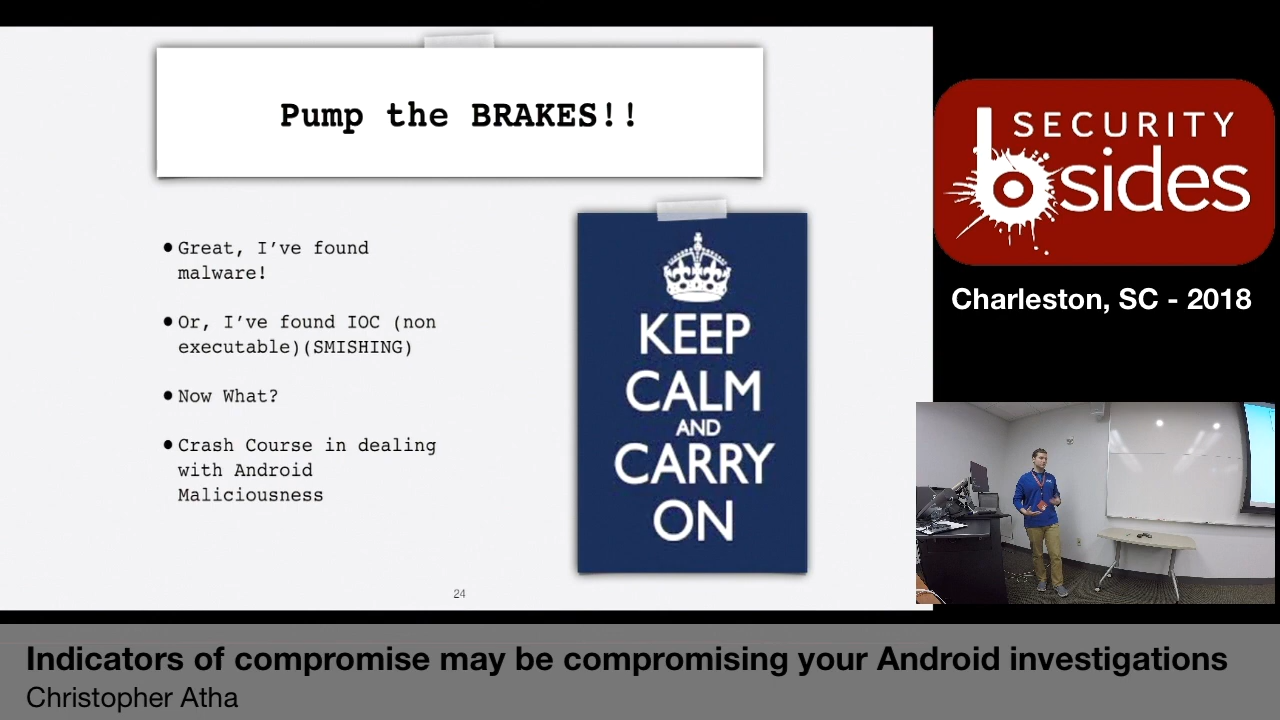 Pump the BRAKES!!
●Great, I've found
malware!
●Or, I've found IOC (non
executable)(SMISHING)
●Now What?
●Crash Course in dealing
with Android
Maliciousness
KEEP
CALM
AND
CARRY
ON
24
SECURITY
bsides
Charleston, SC - 2018
Indicators of compromise may be compromising your Android investigations
Christopher Atha